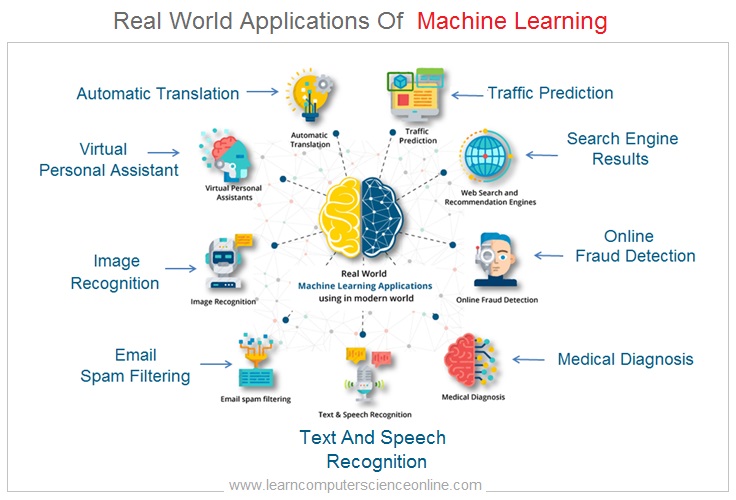 Real World Applications Of Machine Learning
Automatic Translation
Automatic
Translation
Traffic
Prediction
Traffic Prediction
Virtual
Personal Assistant
Virtual Personal
Assistants
Web Search and
Recommendation Engines
Search Engine
Results
Image
Recognition
Image Recognition
Real World
Machine Learning Applications
using in modern world
Online Fraud Detection
Online
Fraud Detection
Email
Spam Filtering
Email spam filtering
Text & Speech Recognition
Medical Diagnosis
Medical Diagnosis
Text And Speech
Recognition
www.learncomputerscienceonline.com